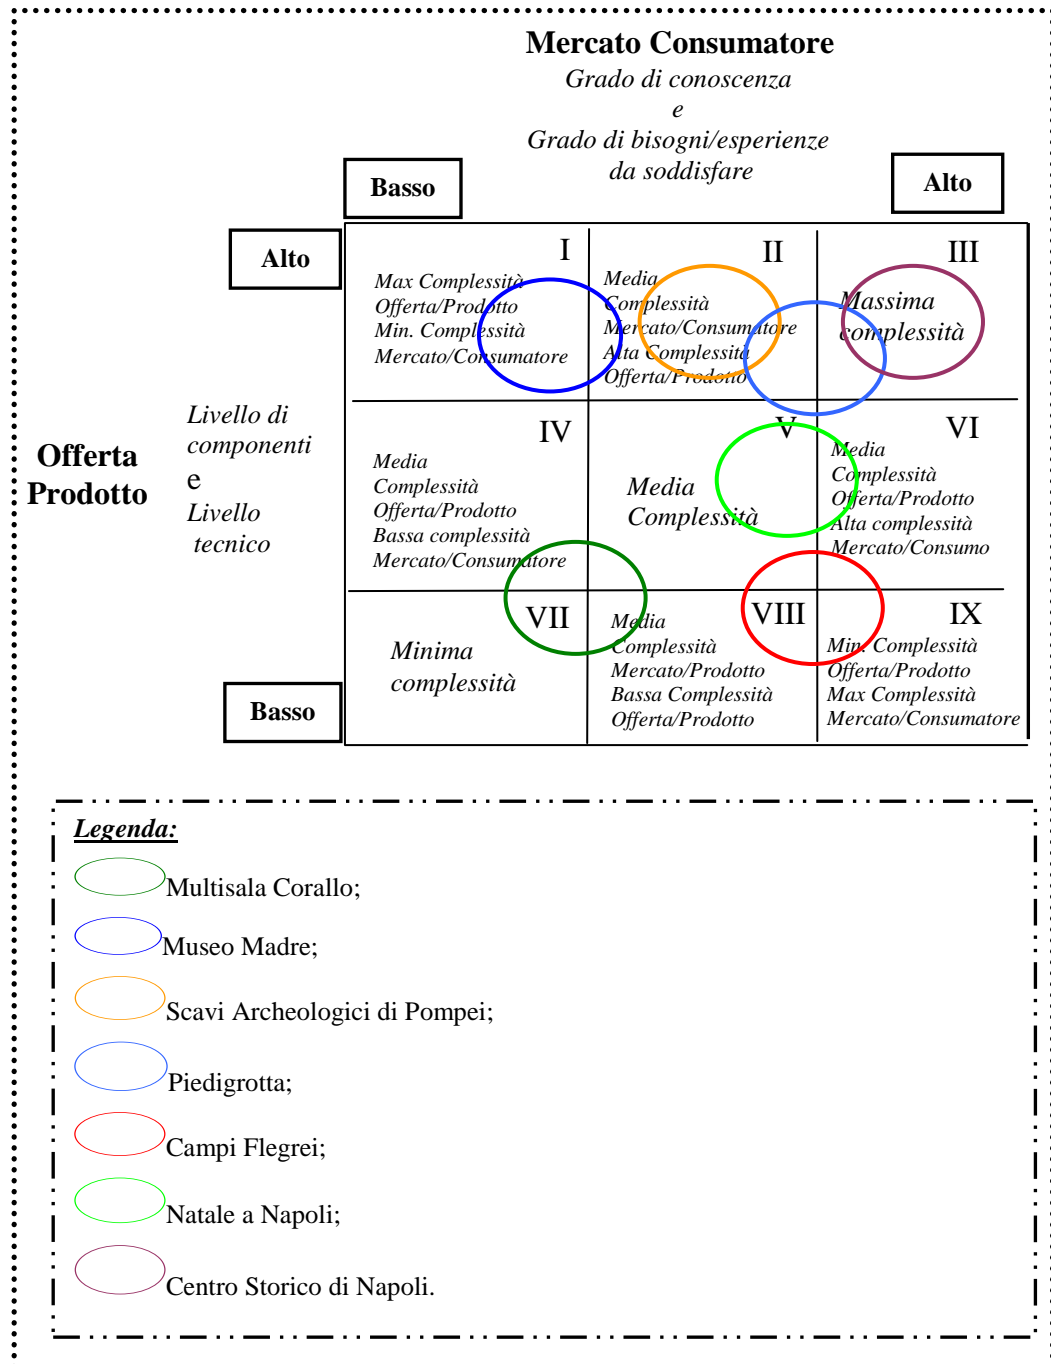 Mercato Consumatore
Grado di conoscenza
e
Grado di bisogni/esperienze
da soddisfare
Basso
Alto
Alto
I
Max Complessità
Offerta/Prodotto
Min. Complessità
Mercato/Consumatore
II
Media
Complessità
Mercato/Consumatore
Alta Complessità
Offerta/Prodotto
III
Massima
complessità
Offerta
Prodotto
Livello di
componenti
e
Livello
tecnico
IV
Media
Complessità
Offerta/Prodotto
Bassa complessità
Mercato/Consumatore
V
Media
Complessità
VI
Media
Complessità
Offerta/Prodotto
Alta complessità
Mercato/Consumo
Basso
VII
Minima
complessità
VIII
Media
Complessità
Mercato/Prodotto
Bassa Complessità
Offerta/Prodotto
IX
Min. Complessità
Offerta/Prodotto
Max Complessità
Mercato/Consumatore
Legenda:
Multisala Corallo;
Museo Madre;
Scavi Archeologici di Pompei;
Piedigrotta;
Campi Flegrei;
Natale a Napoli;
Centro Storico di Napoli.